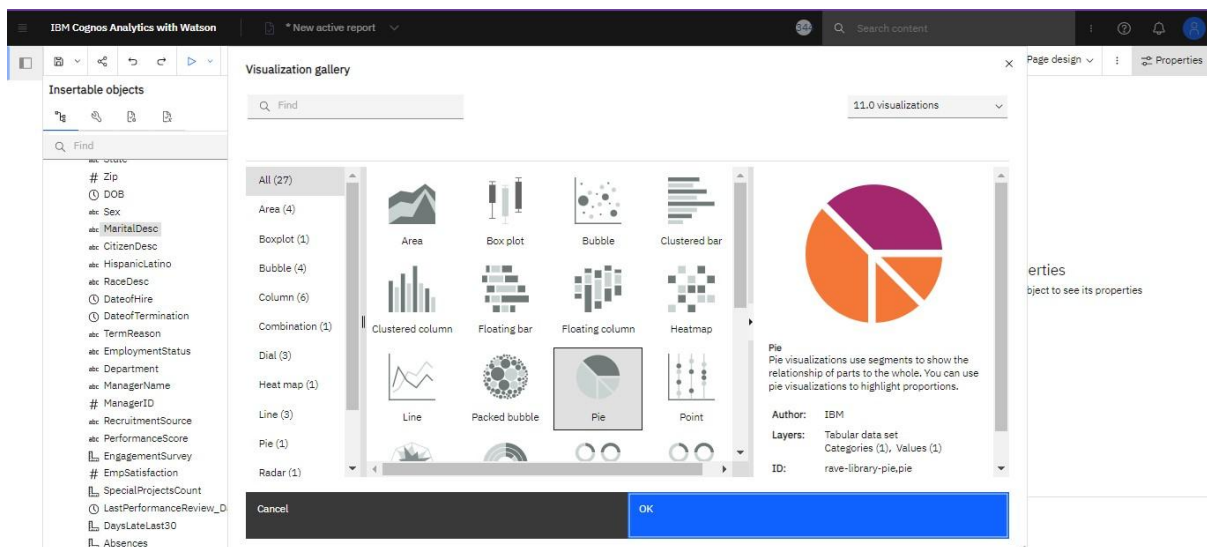 IBM Cognos Analytics with Watson
* New active report
Search content
Page design
Properties
Insertable objects
Find
State
# Zip
DOB
abc Sex
abc MaritalDesc
abc CitizenDesc
abc HispanicLatino
abc RaceDesc
DateofHire
DateofTermination
abc TermReason
abc EmploymentStatus
abc Department
abc ManagerName
# ManagerID
abc RecruitmentSource
abc PerformanceScore
EngagementSurvey
# EmpSatisfaction
SpecialProjectsCount
LastPerformanceReview_D
DaysLateLast30
Absences
Visualization gallery
Find
11.0 visualizations
All (27)
Area (4)
Boxplot (1)
Bubble (4)
Column (6)
Combination (1)
Dial (3)
Heat map (1)
Line (3)
Pie (1)
Radar (1)
Area Box plot Bubble Clustered bar
Clustered column Floating bar Floating column Heatmap
Line Packed bubble Pie Point
Pie
Pie visualizations use segments to show the
relationship of parts to the whole. You can use
pie visualizations to highlight proportions.
Author: IBM
Layers: Tabular data set
Categories (1), Values (1)
ID: rave-library-pie,pie
Cancel
OK
erties
bject to see its properties